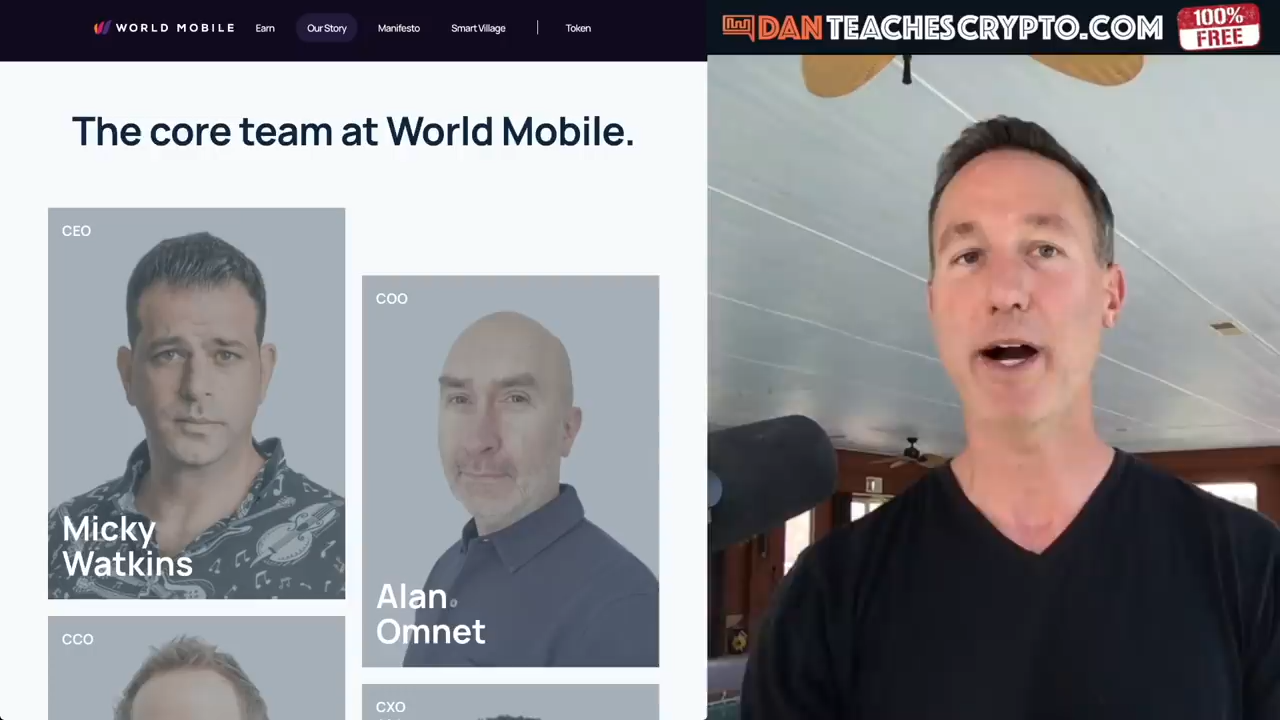 WORLD MOBILE
Earn
Our Story
Manifesto
Smart Village
Token
DANTEACHESCRYPTO.COM
100%
FREE
The core team at World Mobile.
CEO
Micky
Watkins
COO
Alan
Omnet
CCO
CXO